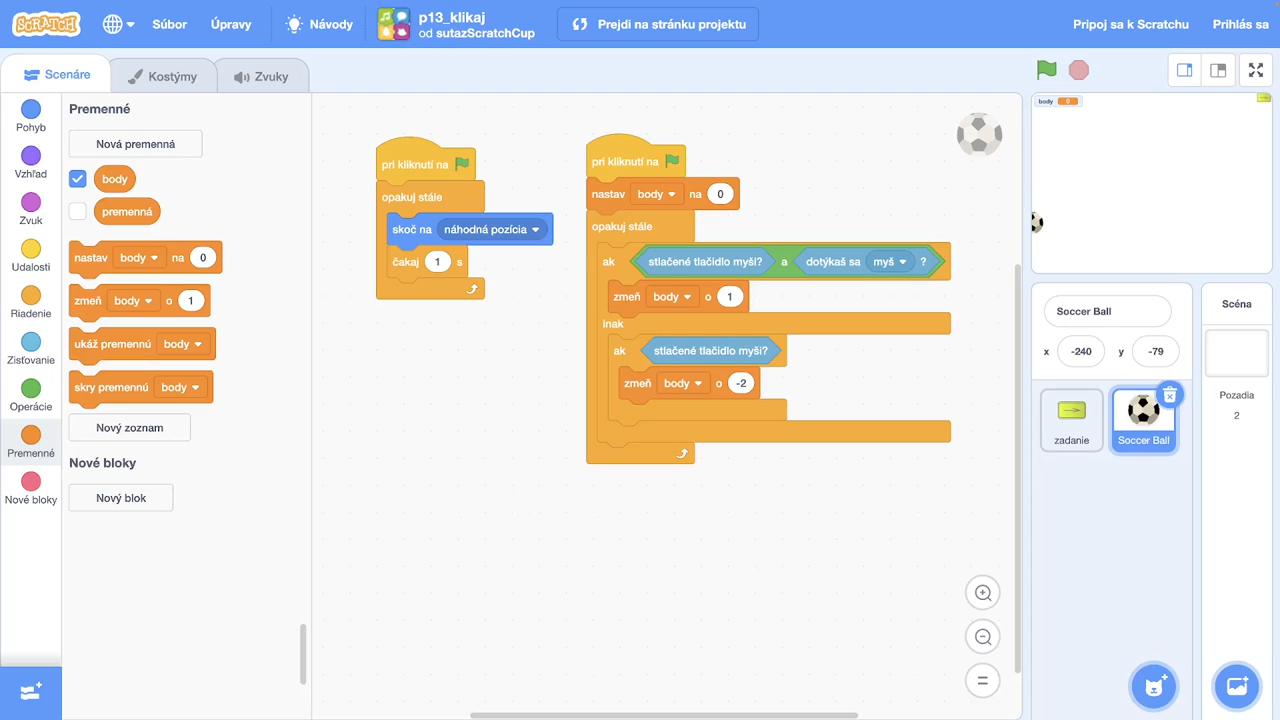 SCRATCH
Súbor
Úpravy
Návody
p13_klikaj
od sutazScratchCup
Prejdi na stránku projektu
Pripoj sa k Scratchu
Prihlás sa
Scenáre
Kostýmy
Zvuky
Pohyb
Vzhľad
Zvuk
Udalosti
Riadenie
Zisťovanie
Operácie
Premenné
Nové bloky
Premenné
Nová premenná
body
premenná
nastav body na 0
zmeň body o 1
ukáž premennú body
skry premennú body
Nový zoznam
Nové bloky
Nový blok
pri kliknutí na
opakuj stále
skoč na náhodná pozícia
čakaj 1 s
pri kliknutí na
nastav body na 0
opakuj stále
ak stlačené tlačidlo myši? a dotýkaš sa myš ?
zmeň body o 1
inak
ak stlačené tlačidlo myši?
zmeň body o -2
body 0
Soccer Ball
x -240 y -79
zadanie
Soccer Ball
Scéna
Pozadia
2